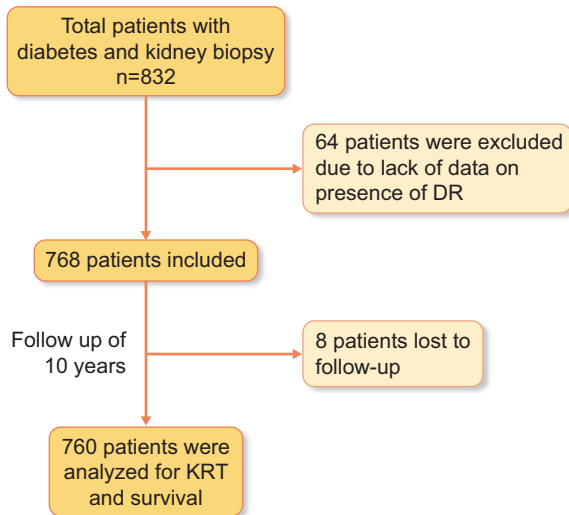 Total patients with
diabetes and kidney biopsy
n=832
64 patients were excluded
due to lack of data on
presence of DR
768 patients included
Follow up of
10 years
8 patients lost to
follow-up
760 patients were
analyzed for KRT
and survival